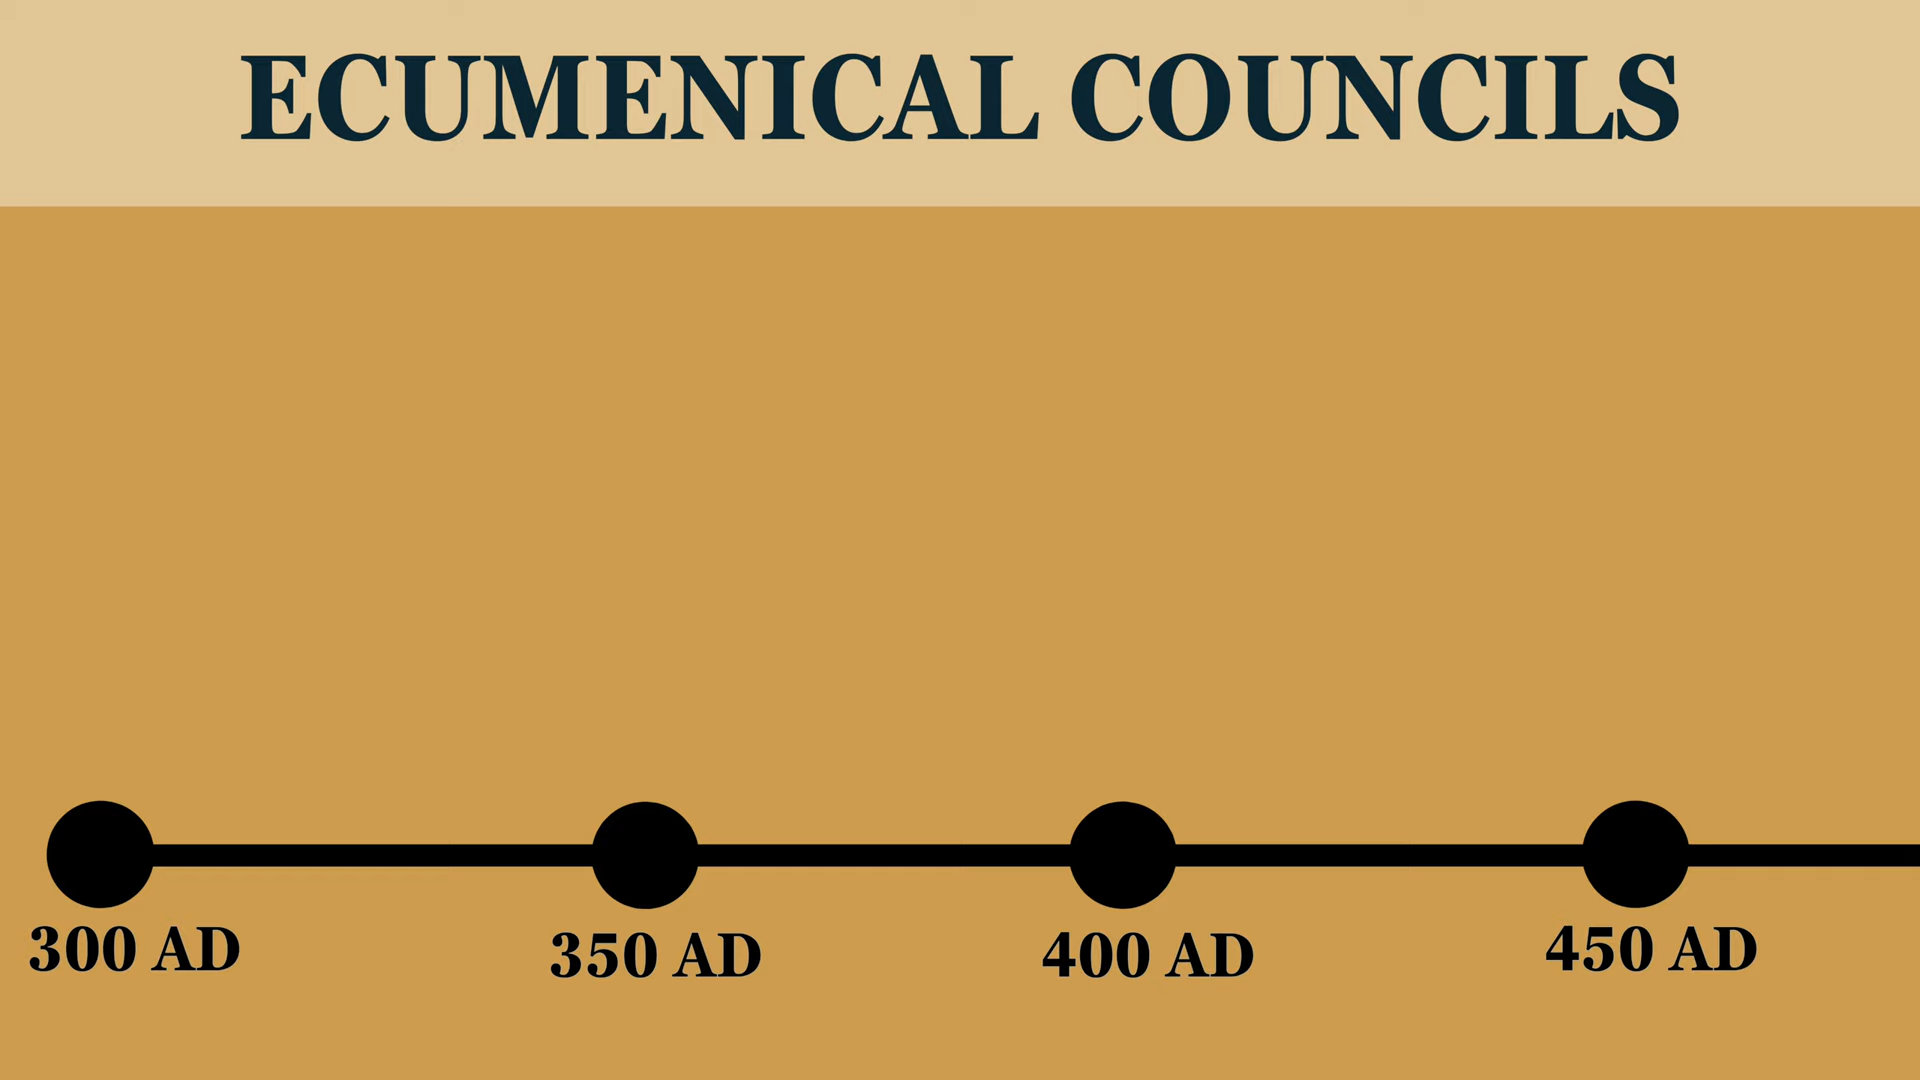 ECUMENICAL COUNCILS
300 AD
350 AD
400 AD
450 AD